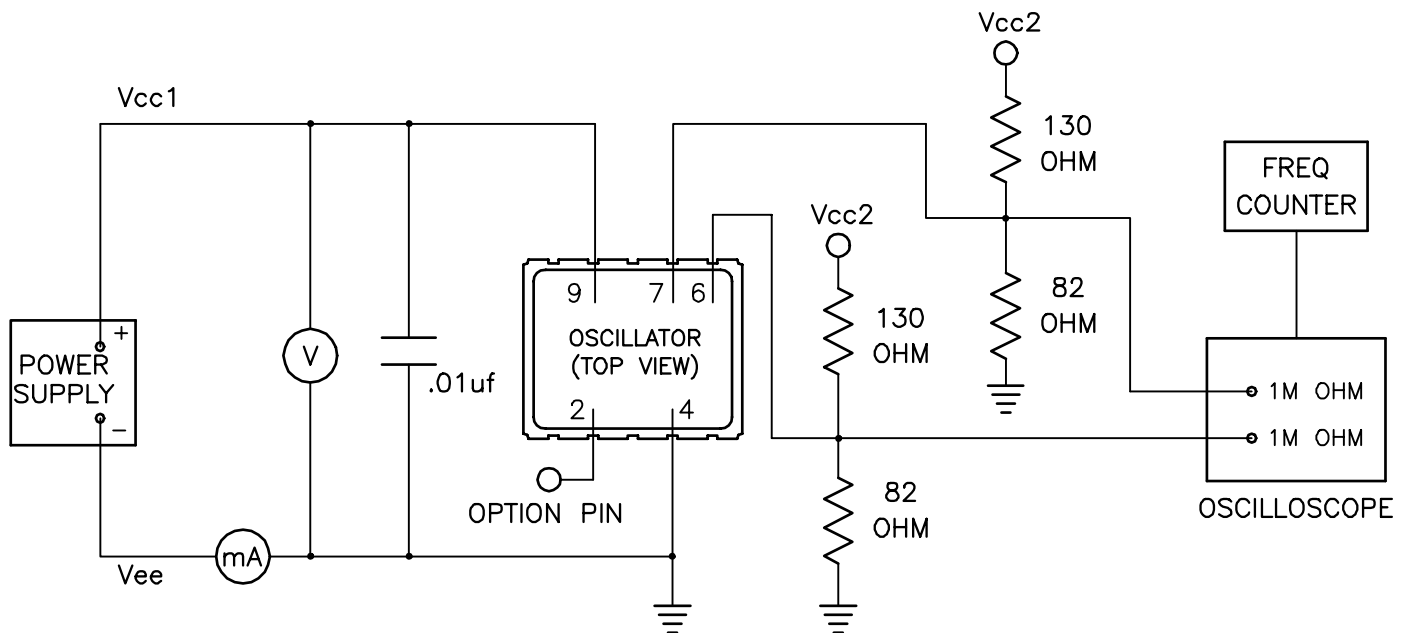 Vcc2
Vcc1
130
OHM
FREQ
COUNTER
Vcc2
9 7 6
82
OHM
130
OHM
+
POWER
SUPPLY
−
V
.01uf
OSCILLATOR
(TOP VIEW)
2 4
1M OHM
1M OHM
OPTION PIN
82
OHM
OSCILLOSCOPE
mA
Vee